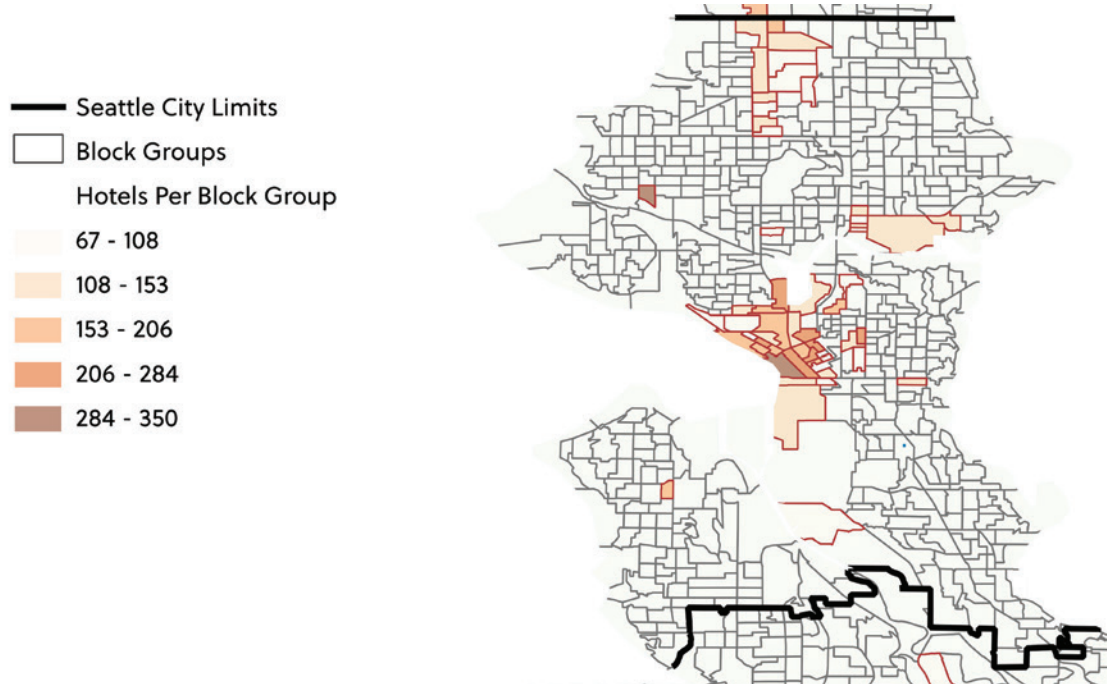 Seattle City Limits
Block Groups
Hotels Per Block Group
67 - 108
108 - 153
153 - 206
206 - 284
284 - 350